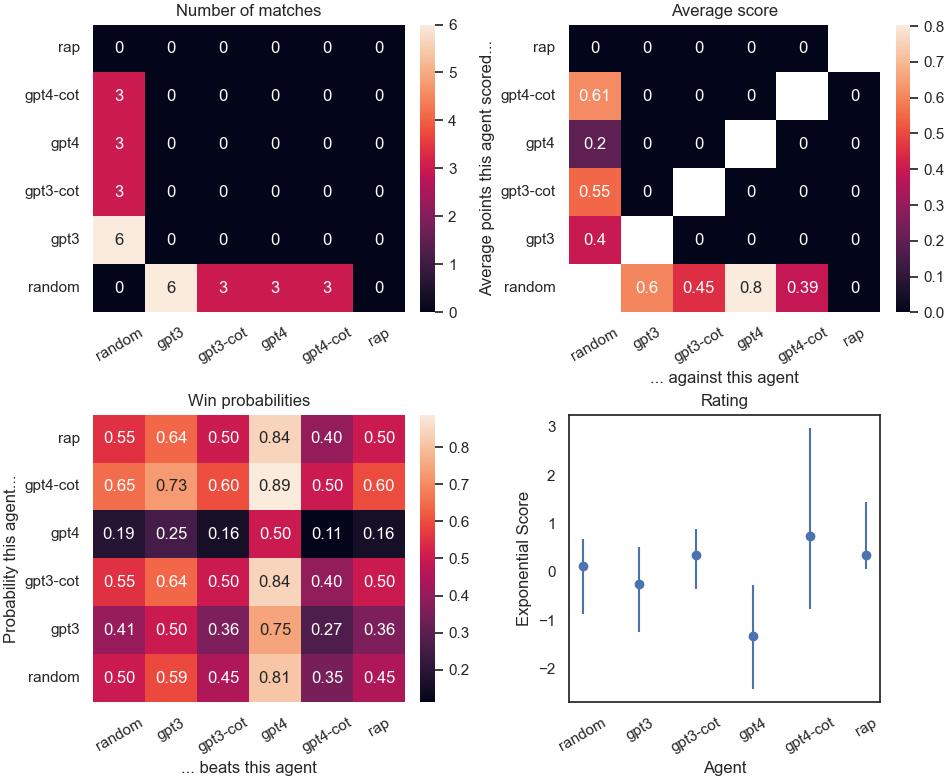 Number of matches
rap 0 0 0 0 0 0
gpt4-cot 3 0 0 0 0 0
gpt4 3 0 0 0 0 0
gpt3-cot 3 0 0 0 0 0
gpt3 6 0 0 0 0 0
random 0 6 3 3 3 0
random gpt3 gpt3-cot gpt4 gpt4-cot rap
6
5
4
3
2
1
0
Average score
Average points this agent scored...
rap 0 0 0 0 0
gpt4-cot 0.61 0 0 0 0
gpt4 0.2 0 0 0 0
gpt3-cot 0.55 0 0 0 0
gpt3 0.4 0 0 0 0
random 0.6 0.45 0.8 0.39 0
random gpt3 gpt3-cot gpt4 gpt4-cot rap
... against this agent
0.8
0.7
0.6
0.5
0.4
0.3
0.2
0.1
0.0
Win probabilities
Probability this agent...
rap 0.55 0.64 0.50 0.84 0.40 0.50
gpt4-cot 0.65 0.73 0.60 0.89 0.50 0.60
gpt4 0.19 0.25 0.16 0.50 0.11 0.16
gpt3-cot 0.55 0.64 0.50 0.84 0.40 0.50
gpt3 0.41 0.50 0.36 0.75 0.27 0.36
random 0.50 0.59 0.45 0.81 0.35 0.45
random gpt3 gpt3-cot gpt4 gpt4-cot rap
... beats this agent
0.8
0.7
0.6
0.5
0.4
0.3
0.2
Rating
Exponential Score
3
2
1
0
−1
−2
random gpt3 gpt3-cot gpt4 gpt4-cot rap
Agent